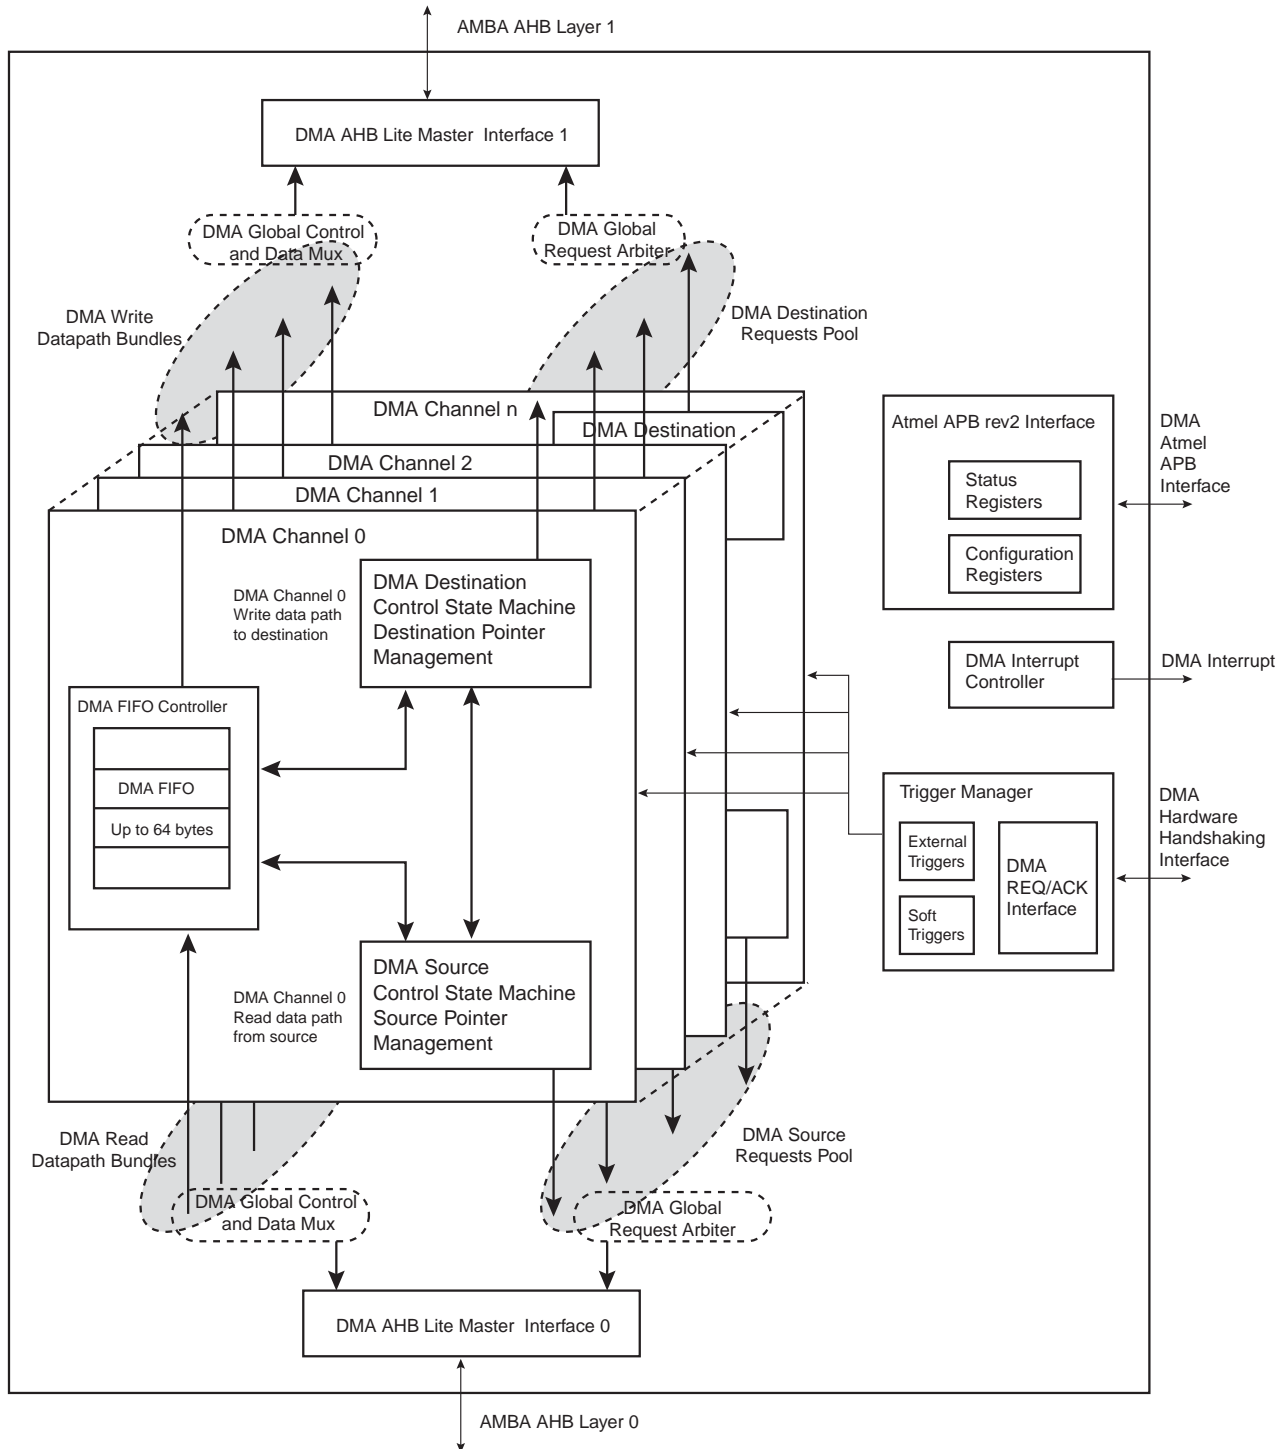 AMBA AHB Layer 1
DMA AHB Lite Master Interface 1
DMA Global Control
and Data Mux
DMA Global
Request Arbiter
DMA Write
Datapath Bundles
DMA Destination
Requests Pool
DMA Channel n
DMA Destination
DMA Channel 2
DMA Channel 1
DMA Channel 0
DMA Channel 0
Write data path
to destination
DMA Destination
Control State Machine
Destination Pointer
Management
DMA FIFO Controller
DMA FIFO
Up to 64 bytes
DMA Channel 0
Read data path
from source
DMA Source
Control State Machine
Source Pointer
Management
Atmel APB rev2 Interface
Status
Registers
Configuration
Registers
DMA
Atmel
APB
Interface
DMA Interrupt
Controller
DMA Interrupt
Trigger Manager
External
Triggers
Soft
Triggers
DMA
REQ/ACK
Interface
DMA
Hardware
Handshaking
Interface
DMA Read
Datapath Bundles
DMA Source
Requests Pool
DMA Global Control
and Data Mux
DMA Global
Request Arbiter
DMA AHB Lite Master Interface 0
AMBA AHB Layer 0